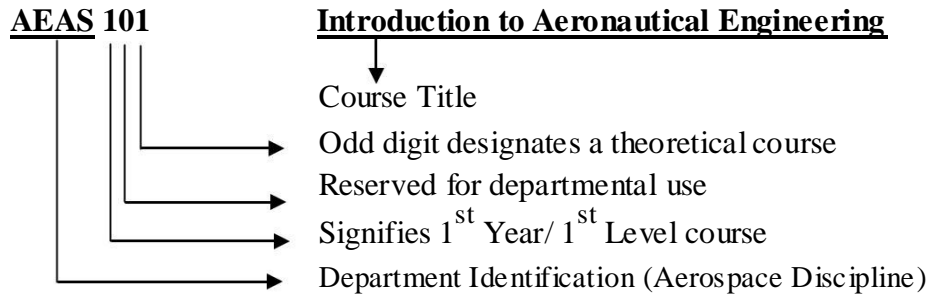 AEAS 101 Introduction to Aeronautical Engineering
Course Title
Odd digit designates a theoretical course
Reserved for departmental use
Signifies 1st Year/ 1st Level course
Department Identification (Aerospace Discipline)